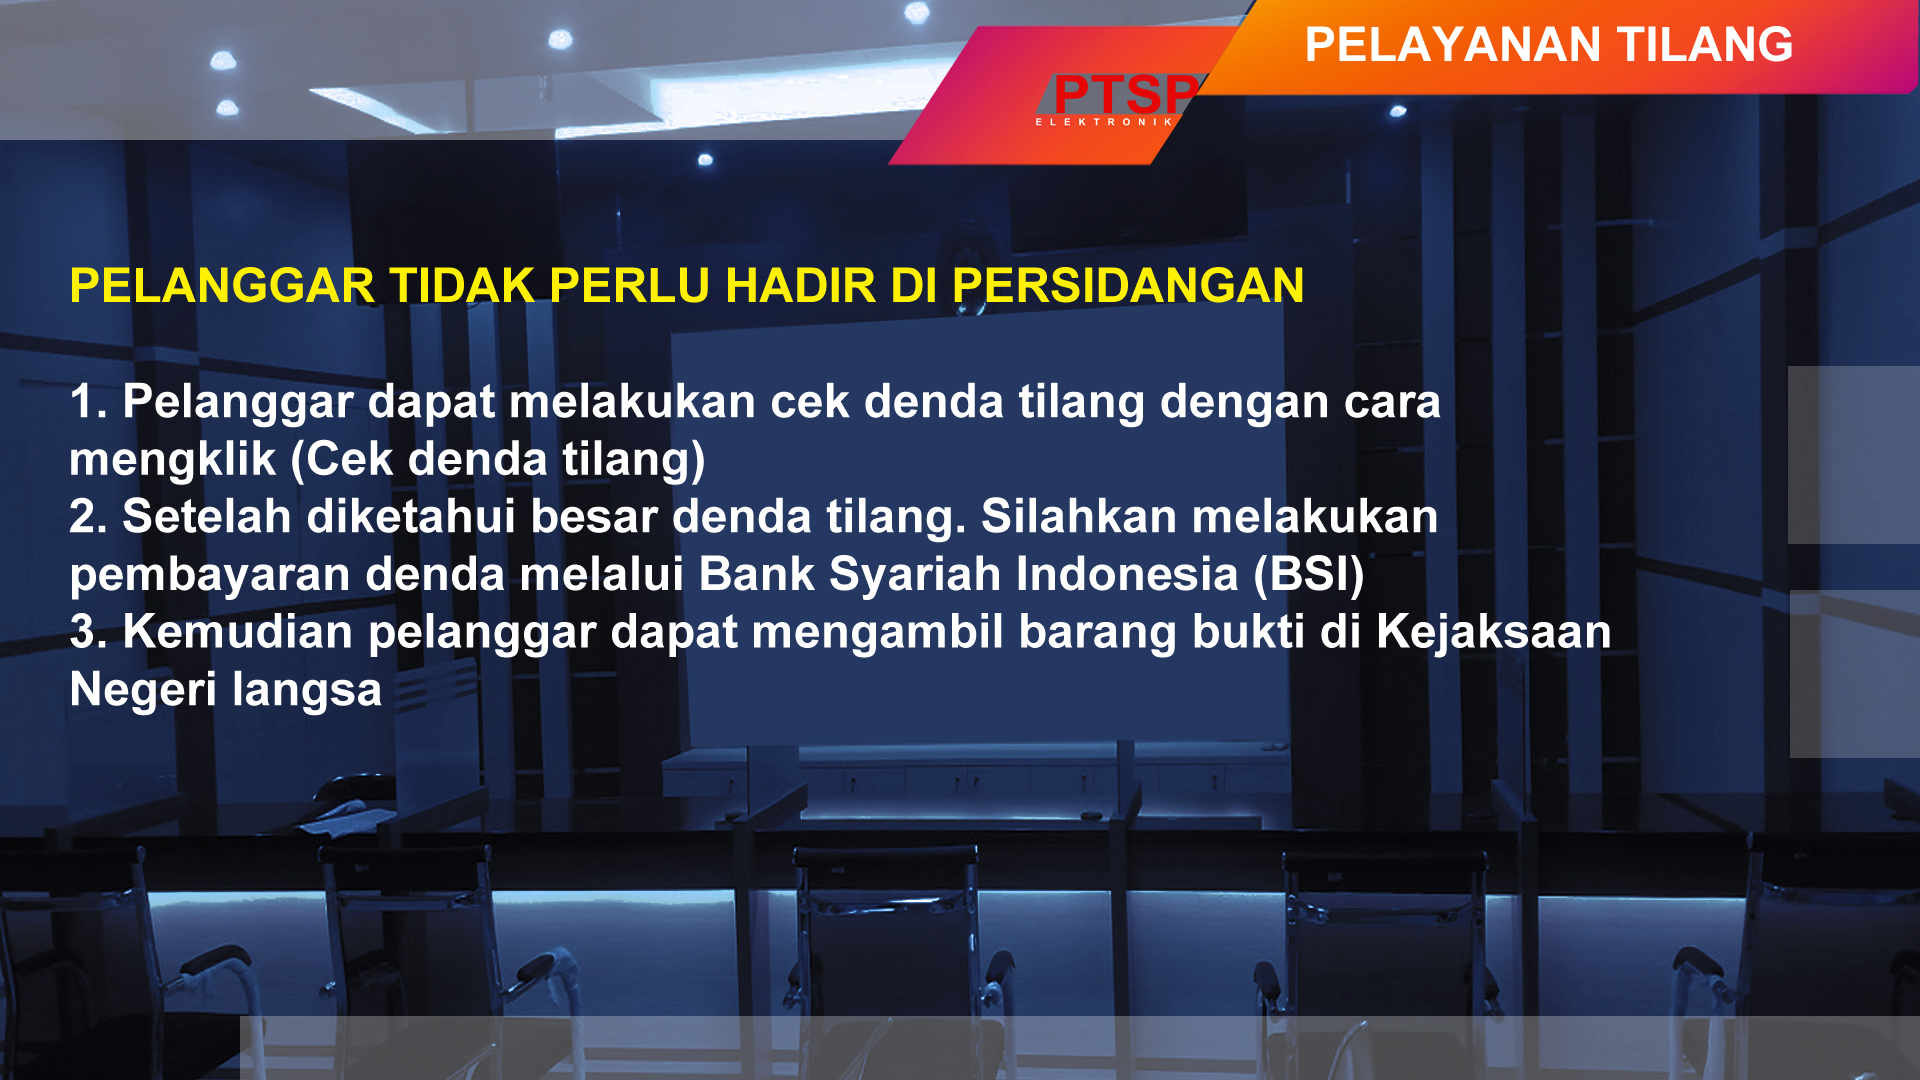 PELAYANAN TILANG
PTSP
ELEKTRONIK
PELANGGAR TIDAK PERLU HADIR DI PERSIDANGAN
1. Pelanggar dapat melakukan cek denda tilang dengan cara
mengklik (Cek denda tilang)
2. Setelah diketahui besar denda tilang. Silahkan melakukan
pembayaran denda melalui Bank Syariah Indonesia (BSI)
3. Kemudian pelanggar dapat mengambil barang bukti di Kejaksaan
Negeri langsa